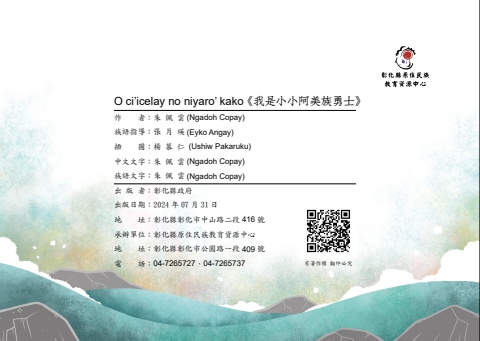 彰化縣原住民族
教育資源中心
O ci'icelay no niyaro' kako《我是小小阿美族勇士》
作　　者：朱 佩 雲 (Ngadoh Copay)
族語指導：張 月 瑛 (Eyko Angay)
插　　圖：楊 慕 仁 (Ushiw Pakaruku)
中文文字：朱 佩 雲 (Ngadoh Copay)
族語文字：朱 佩 雲 (Ngadoh Copay)
出 版 者：彰化縣政府
出版日期：2024 年 07 月 31 日
地　　址：彰化縣彰化市中山路二段 416 號
承辦單位：彰化縣原住民族教育資源中心
地　　址：彰化縣彰化市公園路一段 409 號
電　　話：04-7265727、04-7265737
有著作權 翻印必究